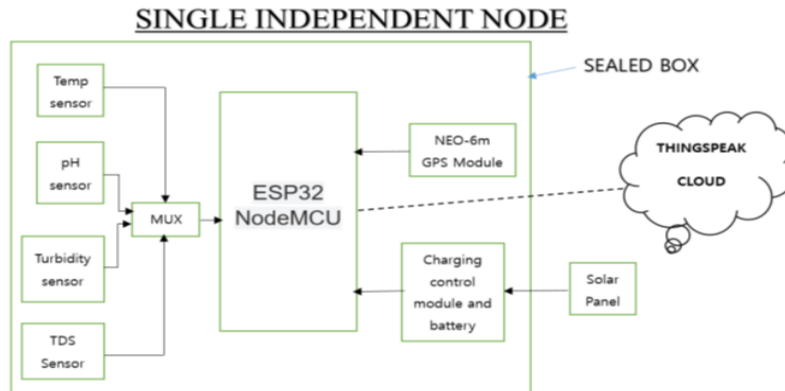 SINGLE INDEPENDENT NODE
SEALED BOX
Temp
sensor
pH
sensor
Turbidity
sensor
TDS
Sensor
MUX
ESP32
NodeMCU
NEO-6m
GPS Module
Charging
control
module and
battery
Solar
Panel
THINGSPEAK
CLOUD